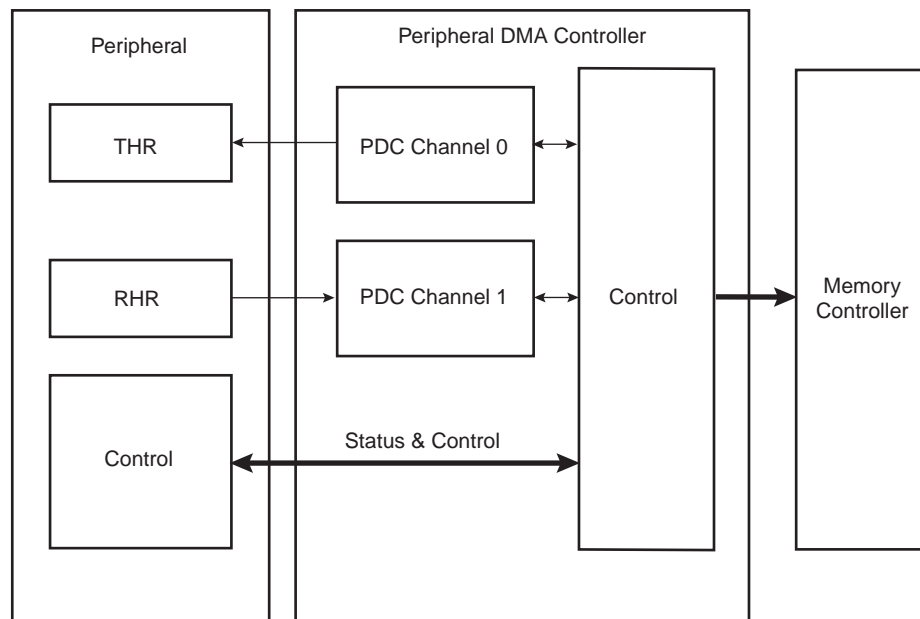 Peripheral
Peripheral DMA Controller
THR
PDC Channel 0
RHR
PDC Channel 1
Control
Memory
Controller
Status & Control
Control